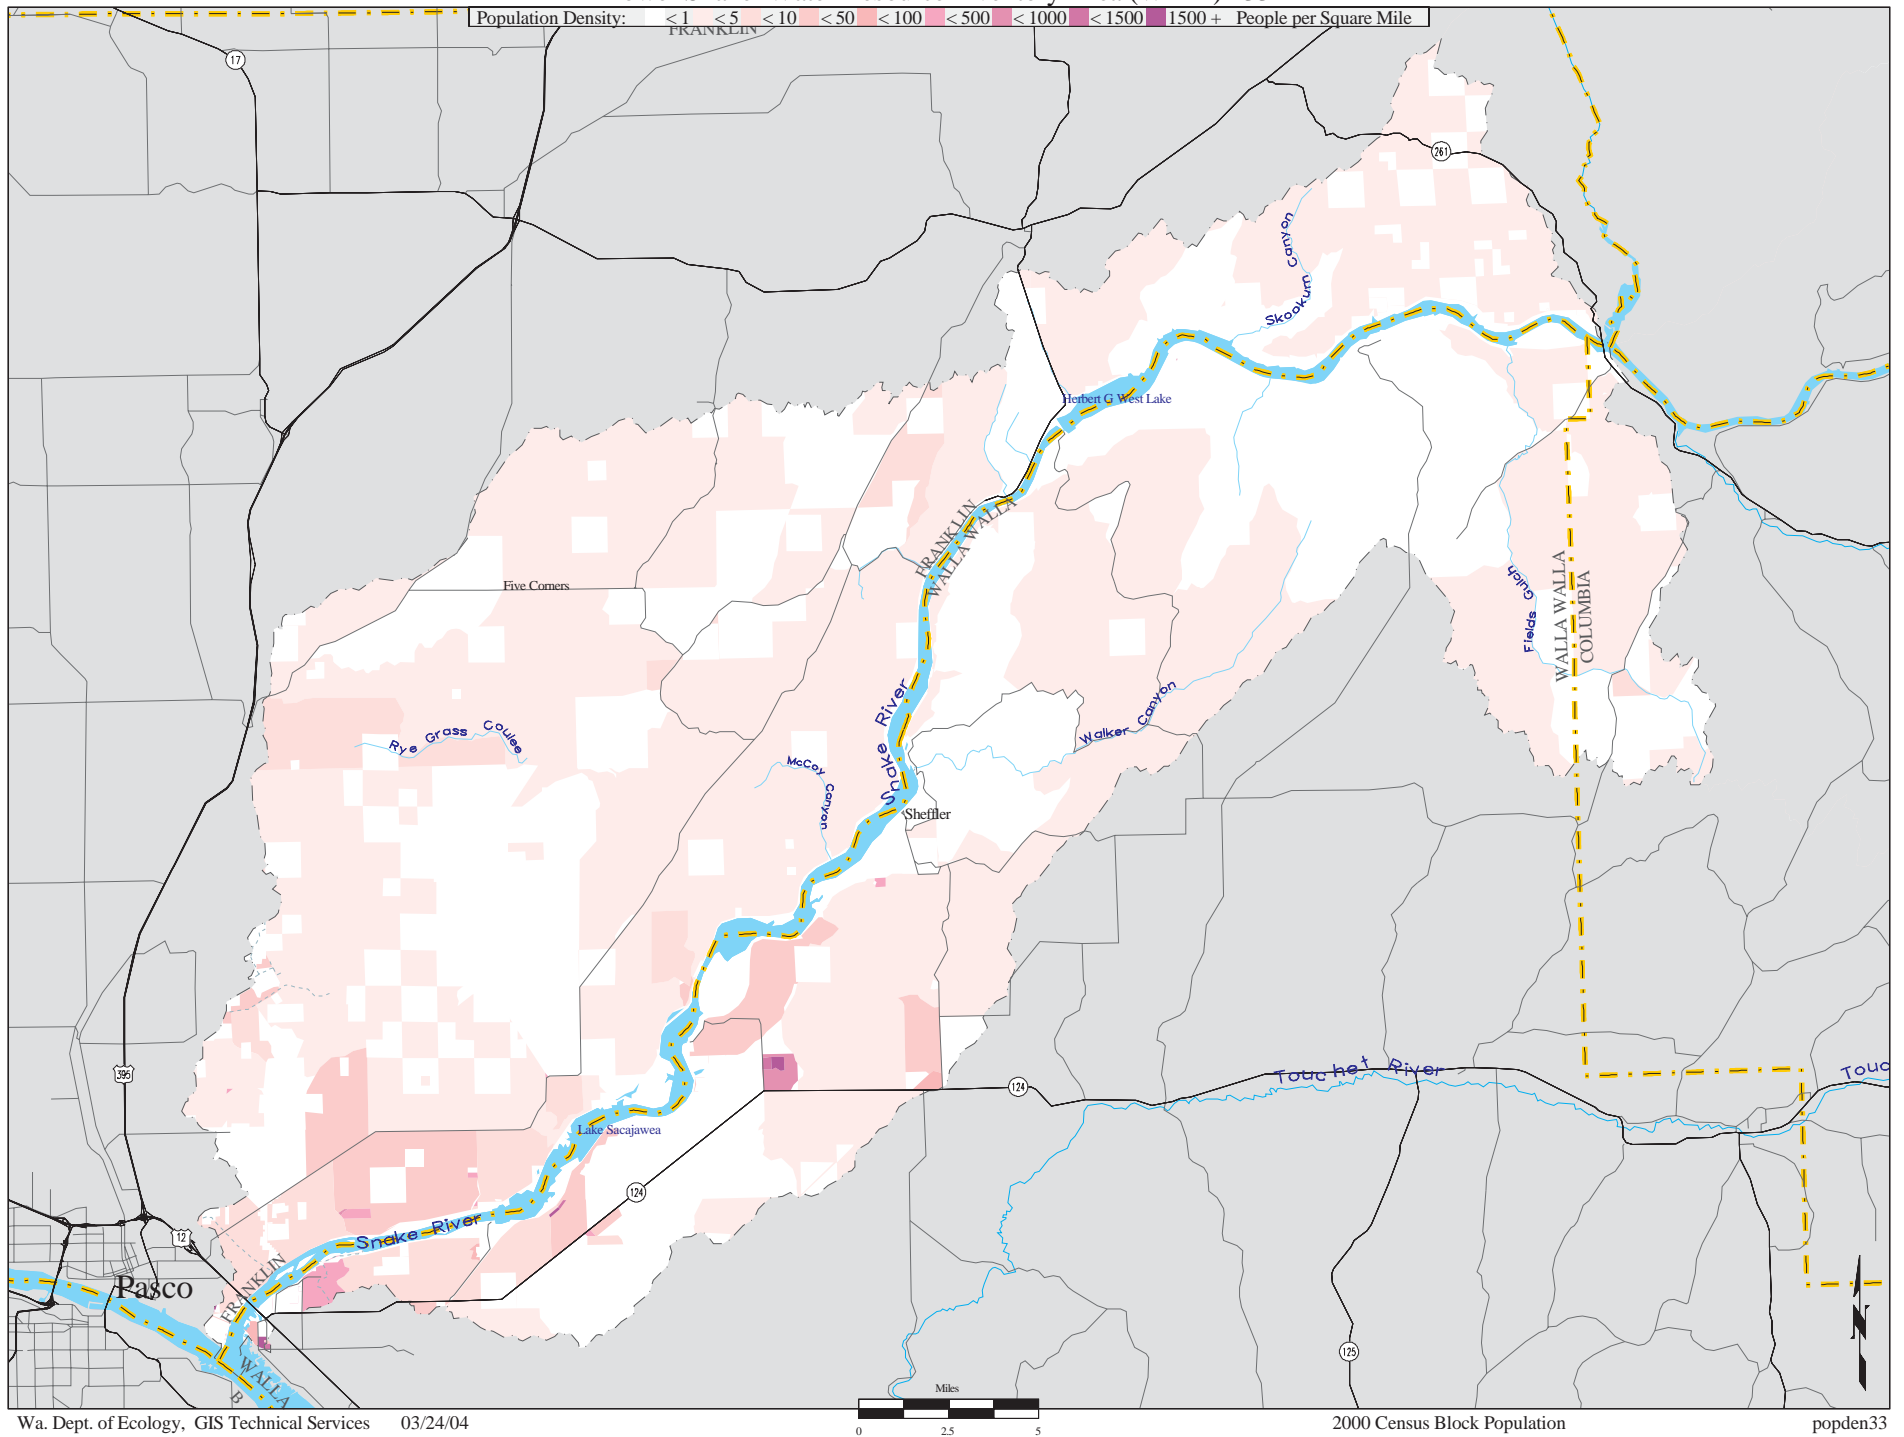 Population Density: < 1 < 5 < 10 < 50 < 100 < 500 < 1000 < 1500 1500 + People per Square Mile
FRANKLIN
17
261
Skookum Canyon
Herbert G West Lake
FRANKLIN
WALLA WALLA
Five Corners
Fields Gulch
WALLA WALLA
COLUMBIA
Snake River
Rye Grass Coulee
Walker Canyon
McCoy Canyon
Sheffler
395
124
Touchet River
Touc
Lake Sacajawea
124
12
Snake River
Pasco
FRANKLIN
WALLA
B
125
N
Miles
0 2.5 5
Wa. Dept. of Ecology, GIS Technical Services 03/24/04
2000 Census Block Population
popden33